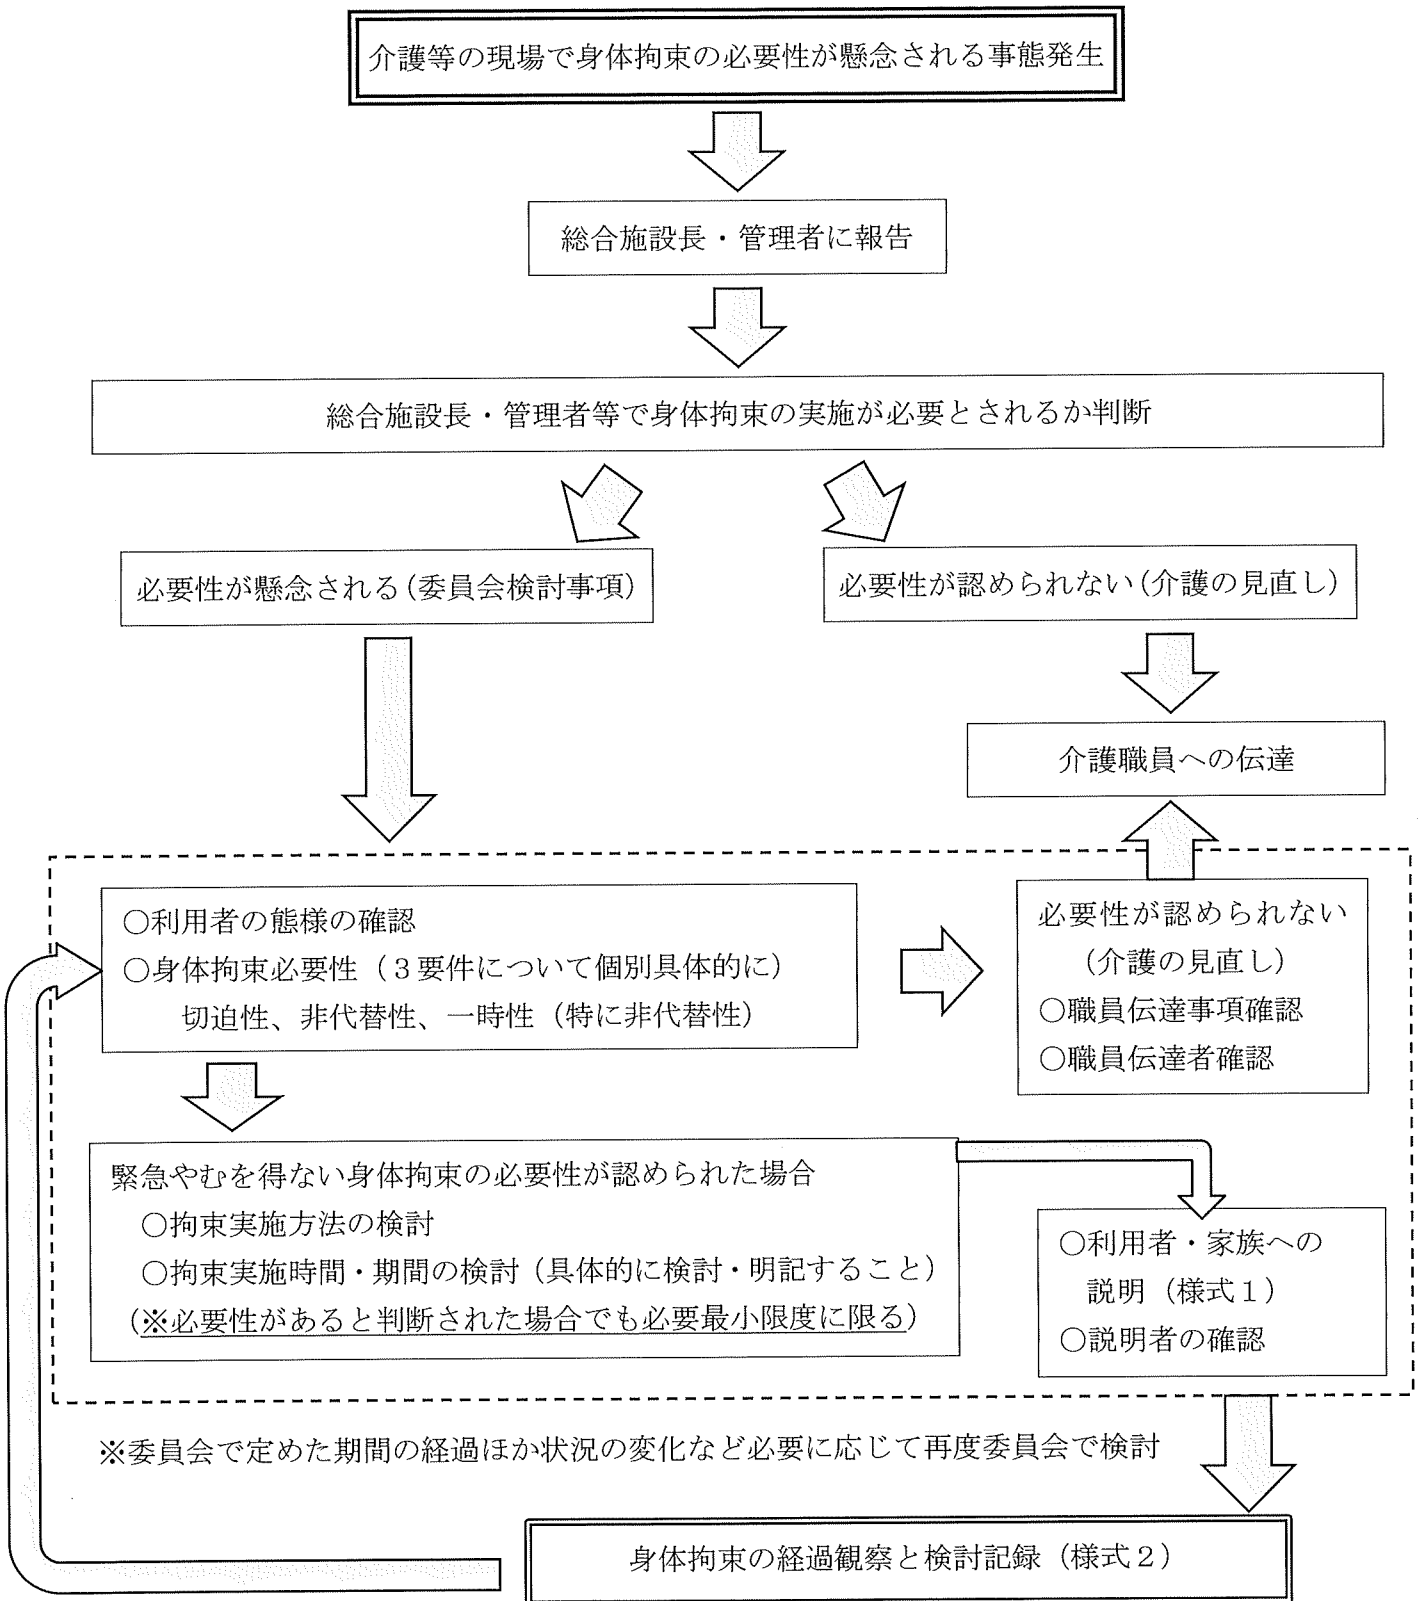 介護等の現場で身体拘束の必要性が懸念される事態発生
総合施設長・管理者に報告
総合施設長・管理者等で身体拘束の実施が必要とされるか判断
必要性が懸念される(委員会検討事項)
必要性が認められない(介護の見直し)
介護職員への伝達
○利用者の態様の確認
○身体拘束必要性(3要件について個別具体的に)
切迫性、非代替性、一時性(特に非代替性)
必要性が認められない
(介護の見直し)
○職員伝達事項確認
○職員伝達者確認
緊急やむを得ない身体拘束の必要性が認められた場合
○拘束実施方法の検討
○拘束実施時間・期間の検討(具体的に検討・明記すること)
(※必要性があると判断された場合でも必要最小限度に限る)
○利用者・家族への
説明(様式1)
○説明者の確認
※委員会で定めた期間の経過ほか状況の変化など必要に応じて再度委員会で検討
身体拘束の経過観察と検討記録(様式2)